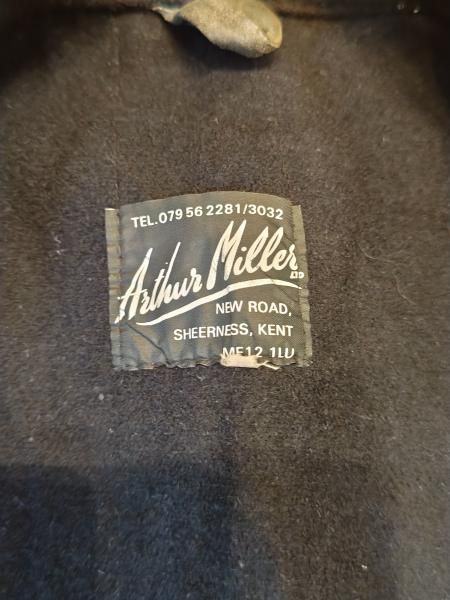 TEL.079 56 2281/3032
Arthur Miller
LTD
NEW ROAD,
SHEERNESS, KENT
ME12 1LU